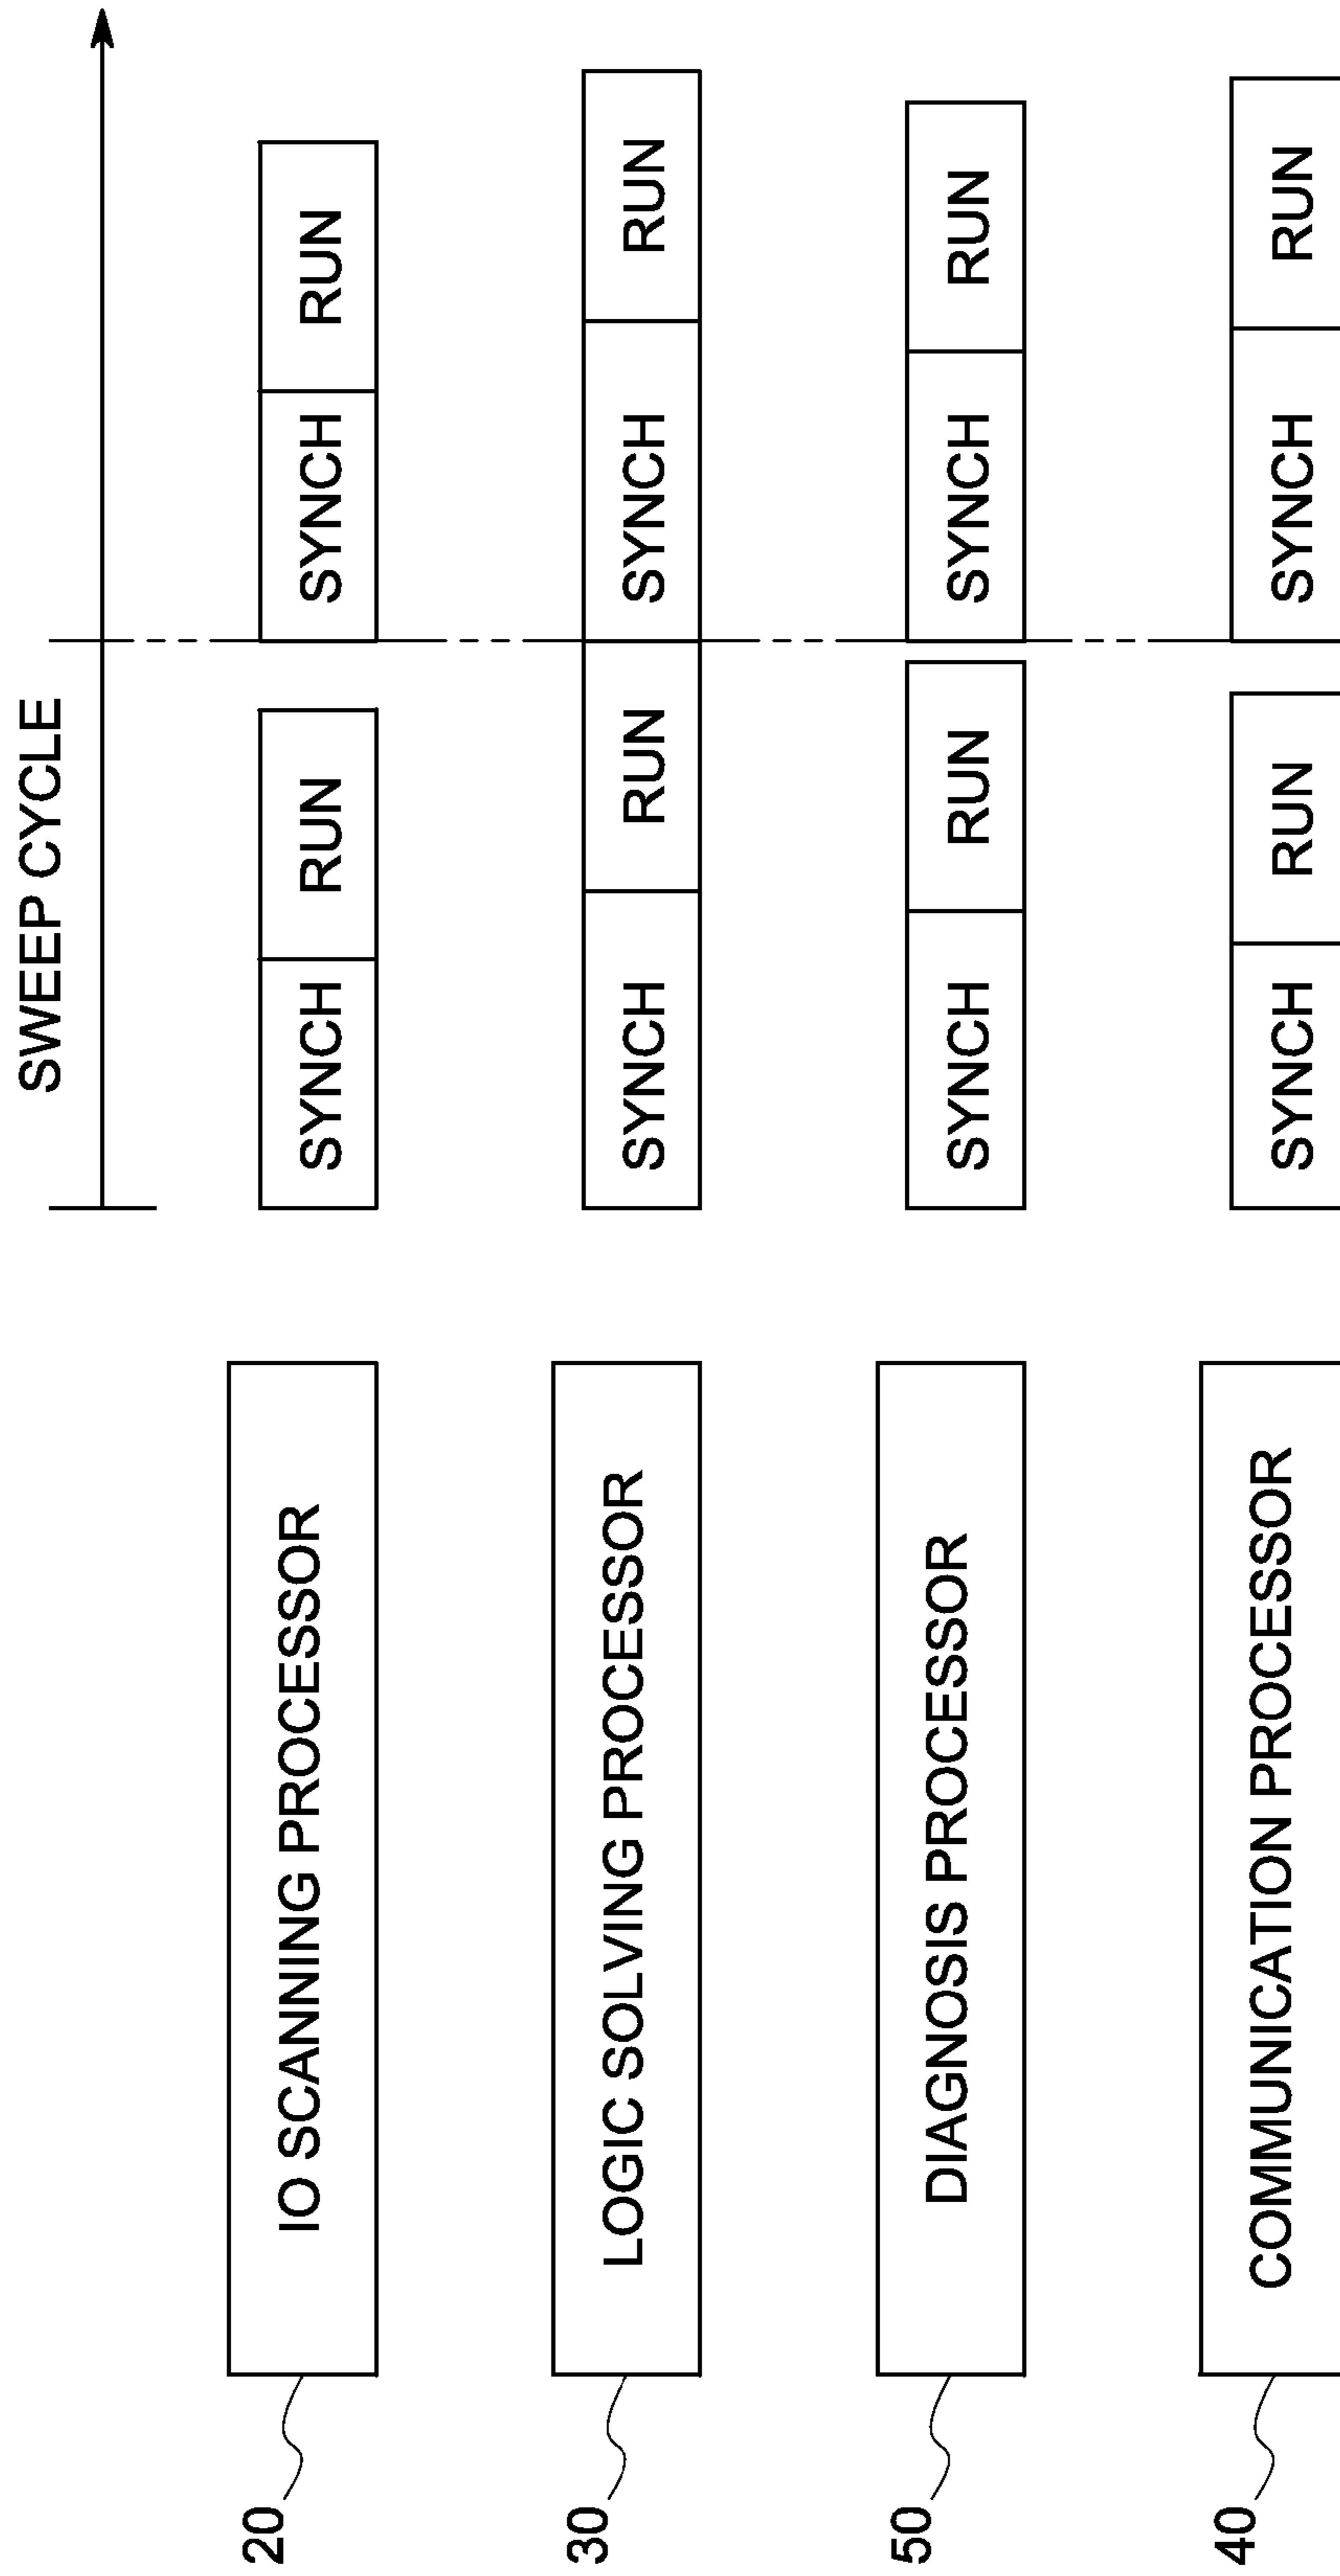 SWEEP CYCLE
20
IO SCANNING PROCESSOR
SYNCH
RUN
SYNCH
RUN
30
LOGIC SOLVING PROCESSOR
SYNCH
RUN
SYNCH
RUN
50
DIAGNOSIS PROCESSOR
SYNCH
RUN
SYNCH
RUN
40
COMMUNICATION PROCESSOR
SYNCH
RUN
SYNCH
RUN